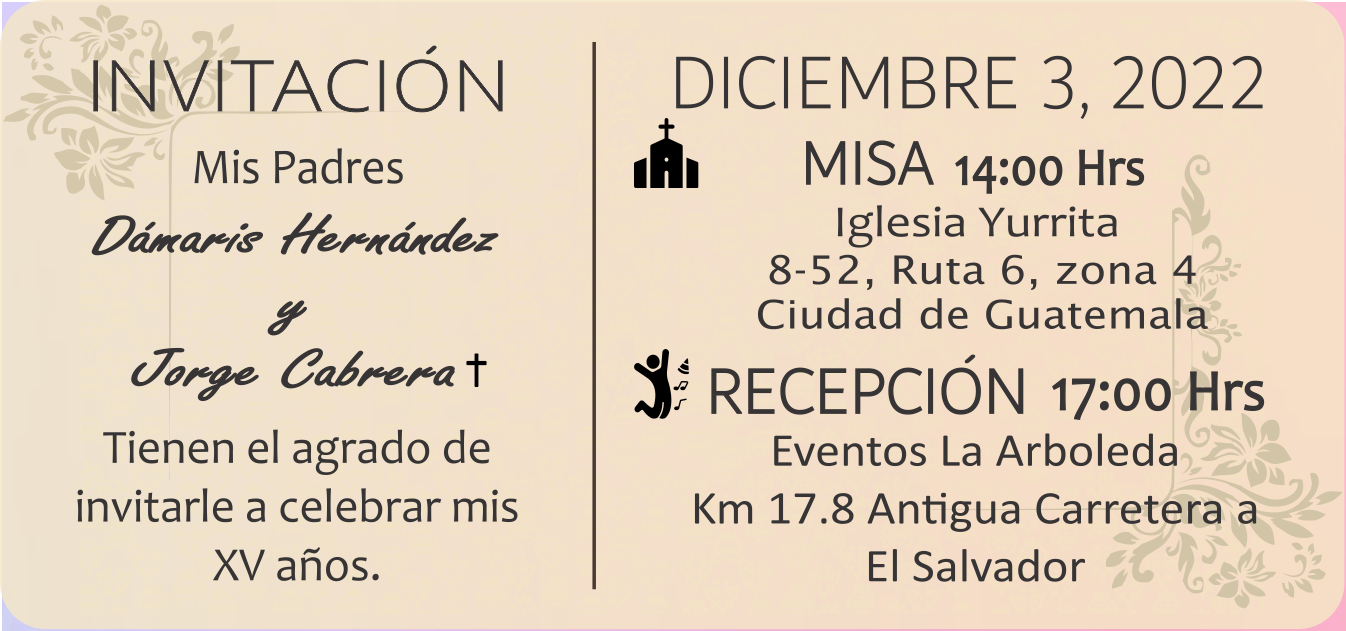 INVITACIÓN
Mis Padres
Dámaris Hernández
y
Jorge Cabrera †
Tienen el agrado de
invitarle a celebrar mis
XV años.
DICIEMBRE 3, 2022
MISA 14:00 Hrs
Iglesia Yurrita
8-52, Ruta 6, zona 4
Ciudad de Guatemala
RECEPCIÓN 17:00 Hrs
Eventos La Arboleda
Km 17.8 Antigua Carretera a
El Salvador